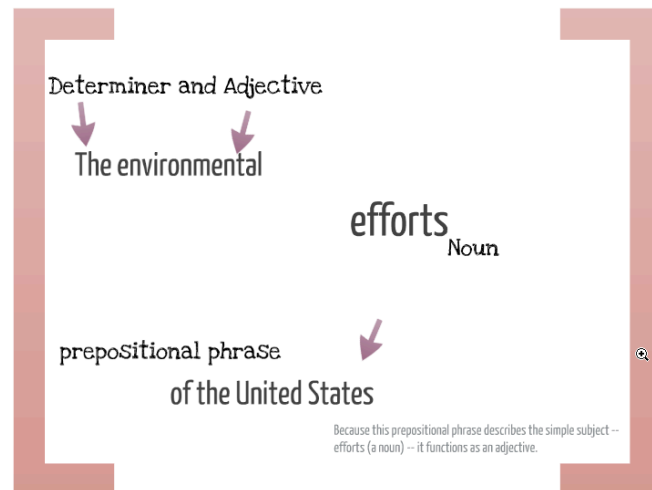 Determiner and Adjective
The environmental
efforts
Noun
prepositional phrase
of the United States
Because this prepositional phrase describes the simple subject --
efforts (a noun) -- it functions as an adjective.